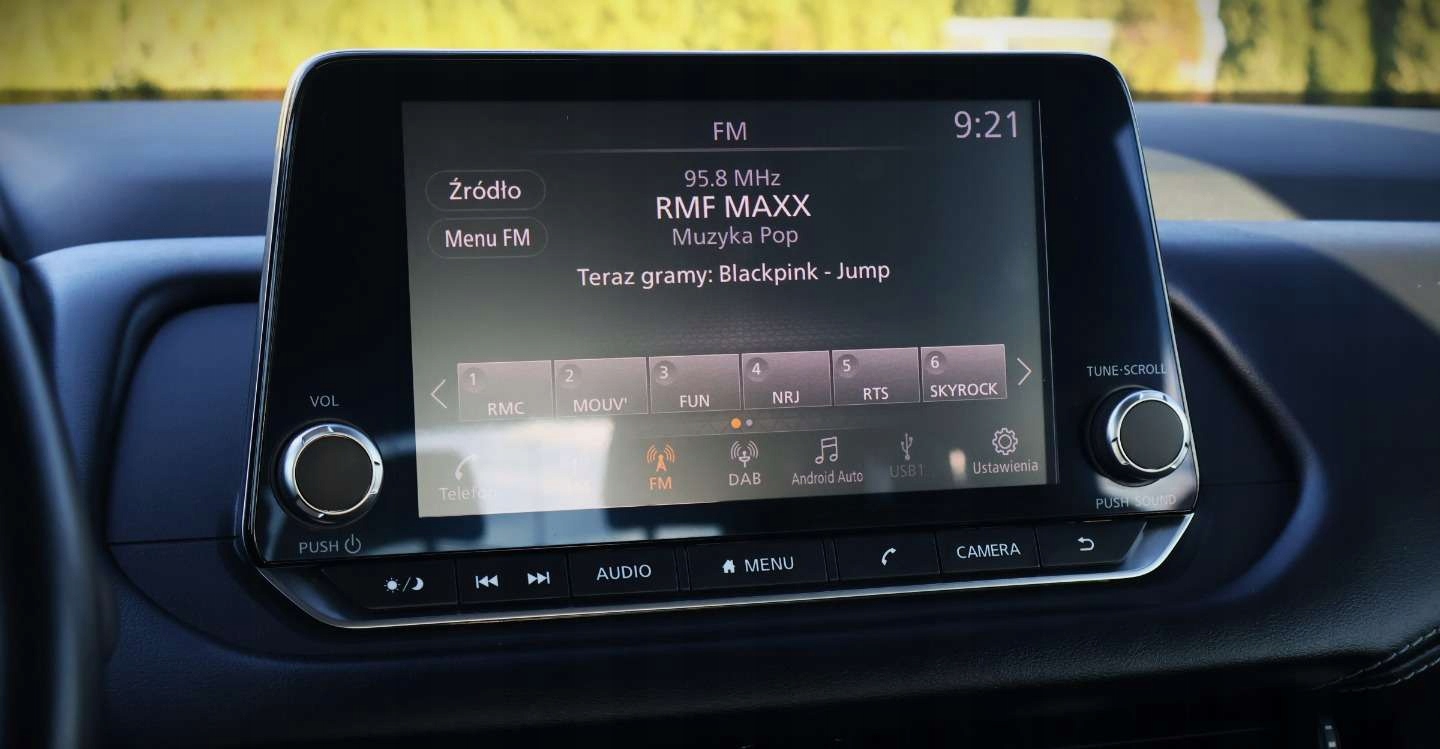 FM
9:21
Źródło
Menu FM
95.8 MHz
RMF MAXX
Muzyka Pop
Teraz gramy: Blackpink - Jump
1 RMC
2 MOUV'
3 FUN
4 NRJ
5 RTS
6 SKYROCK
Telefon
FM
DAB
Android Auto
USB1
Ustawienia
VOL
PUSH
TUNE·SCROLL
PUSH SOUND
AUDIO
MENU
CAMERA